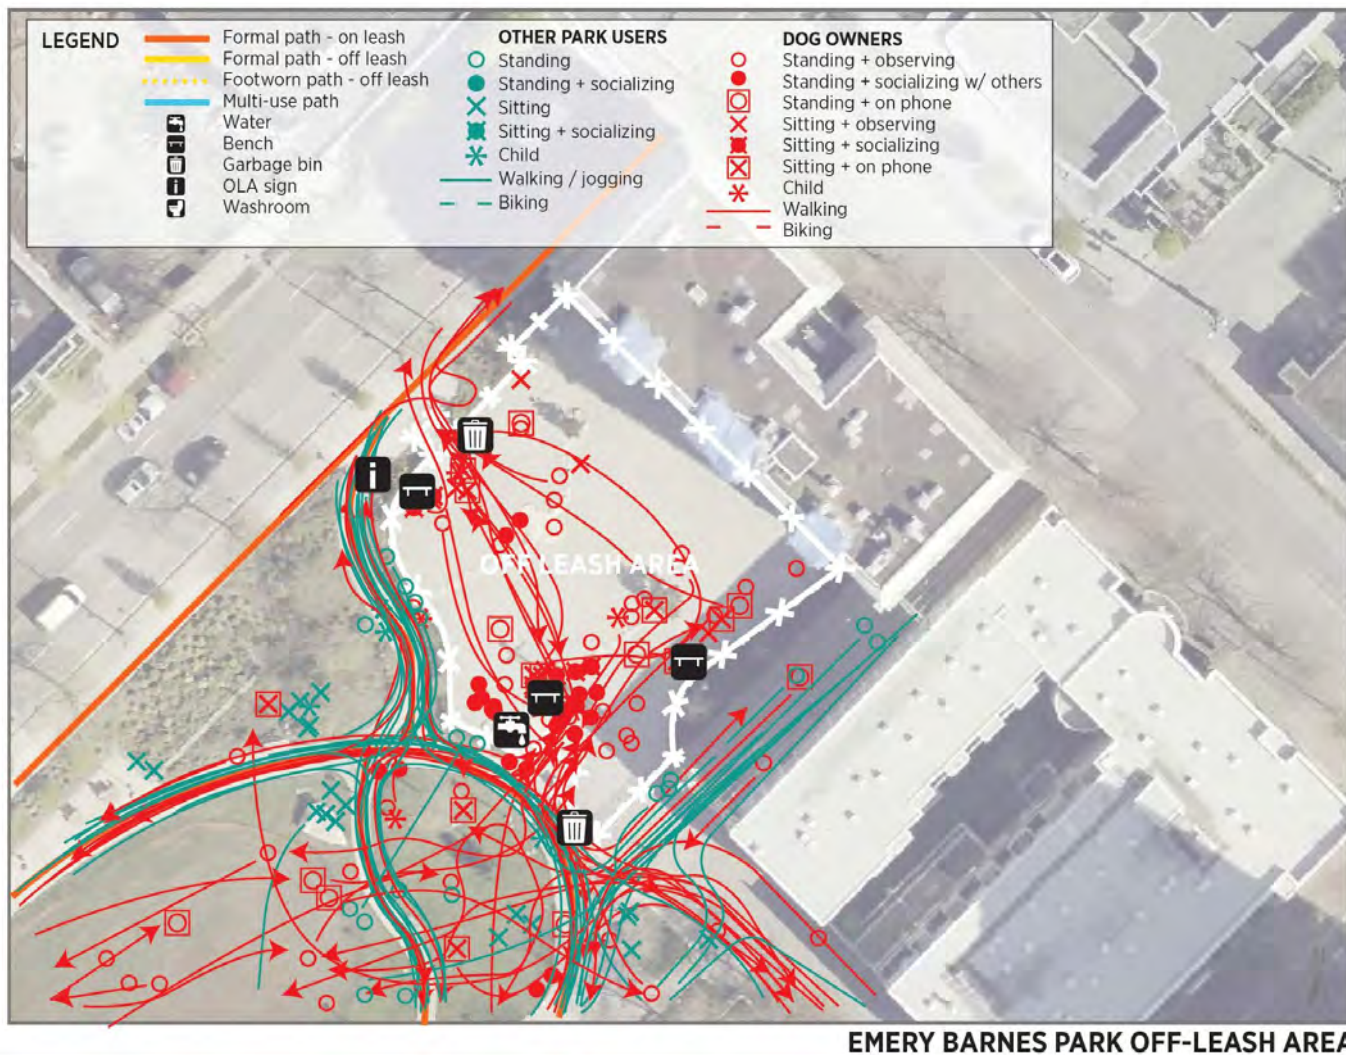 LEGEND
Formal path - on leash
Formal path - off leash
Footworn path - off leash
Multi-use path
Water
Bench
Garbage bin
OLA sign
Washroom
OTHER PARK USERS
Standing
Standing + socializing
Sitting
Sitting + socializing
Child
Walking / jogging
Biking
DOG OWNERS
Standing + observing
Standing + socializing w/ others
Standing + on phone
Sitting + observing
Sitting + socializing
Sitting + on phone
Child
Walking
Biking
i
i
OFF LEASH AREA
EMERY BARNES PARK OFF-LEASH AREA